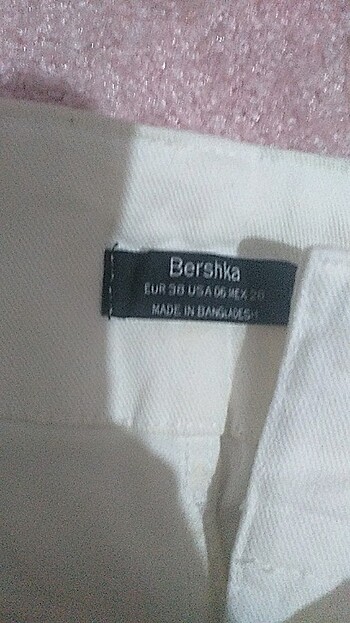 Bershka
EUR 38 USA 06 MEX 28
MADE IN BANGLADESH